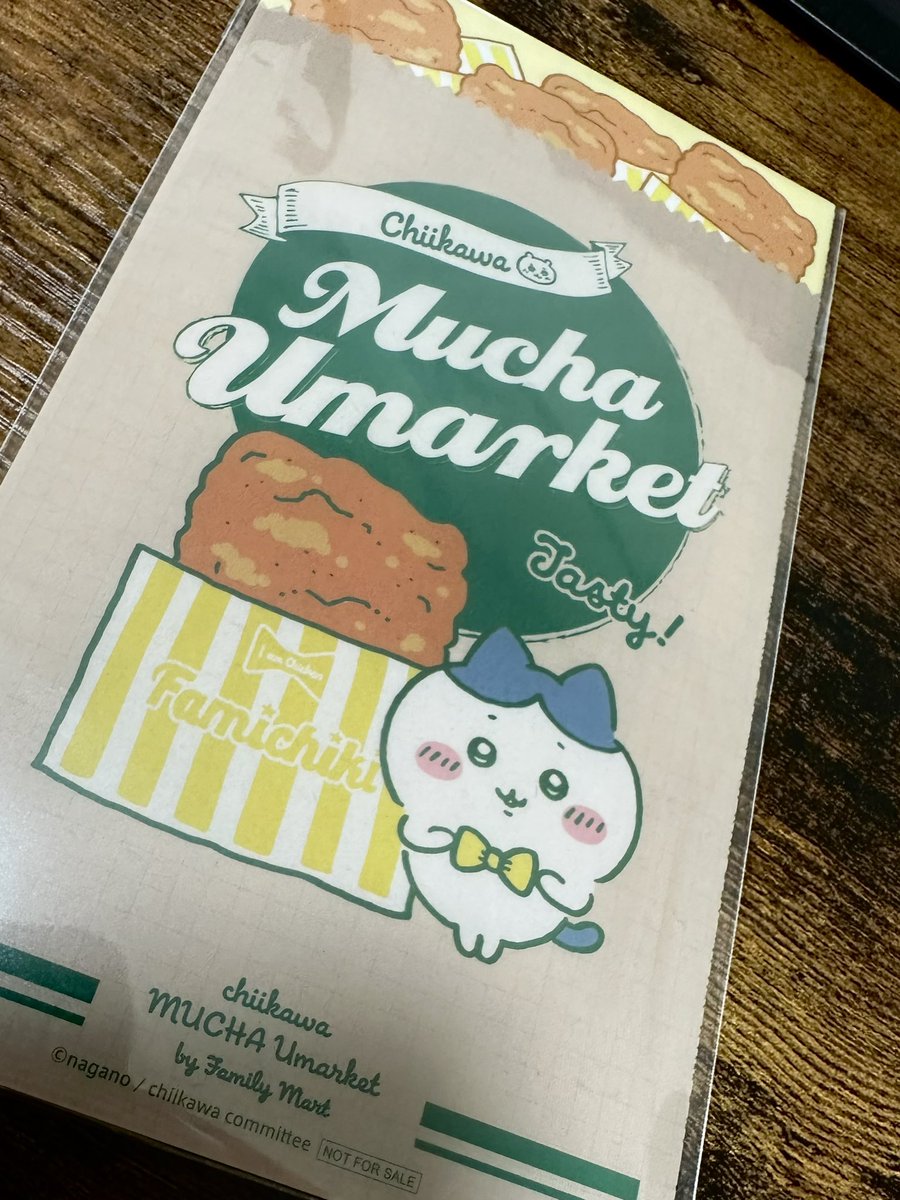 Chiikawa
Mucha
Umarket
Tasty!
I am Chicken
Famichiki
chiikawa
MUCHA Umarket
by Family Mart
©nagano / chiikawa committee
NOT FOR SALE